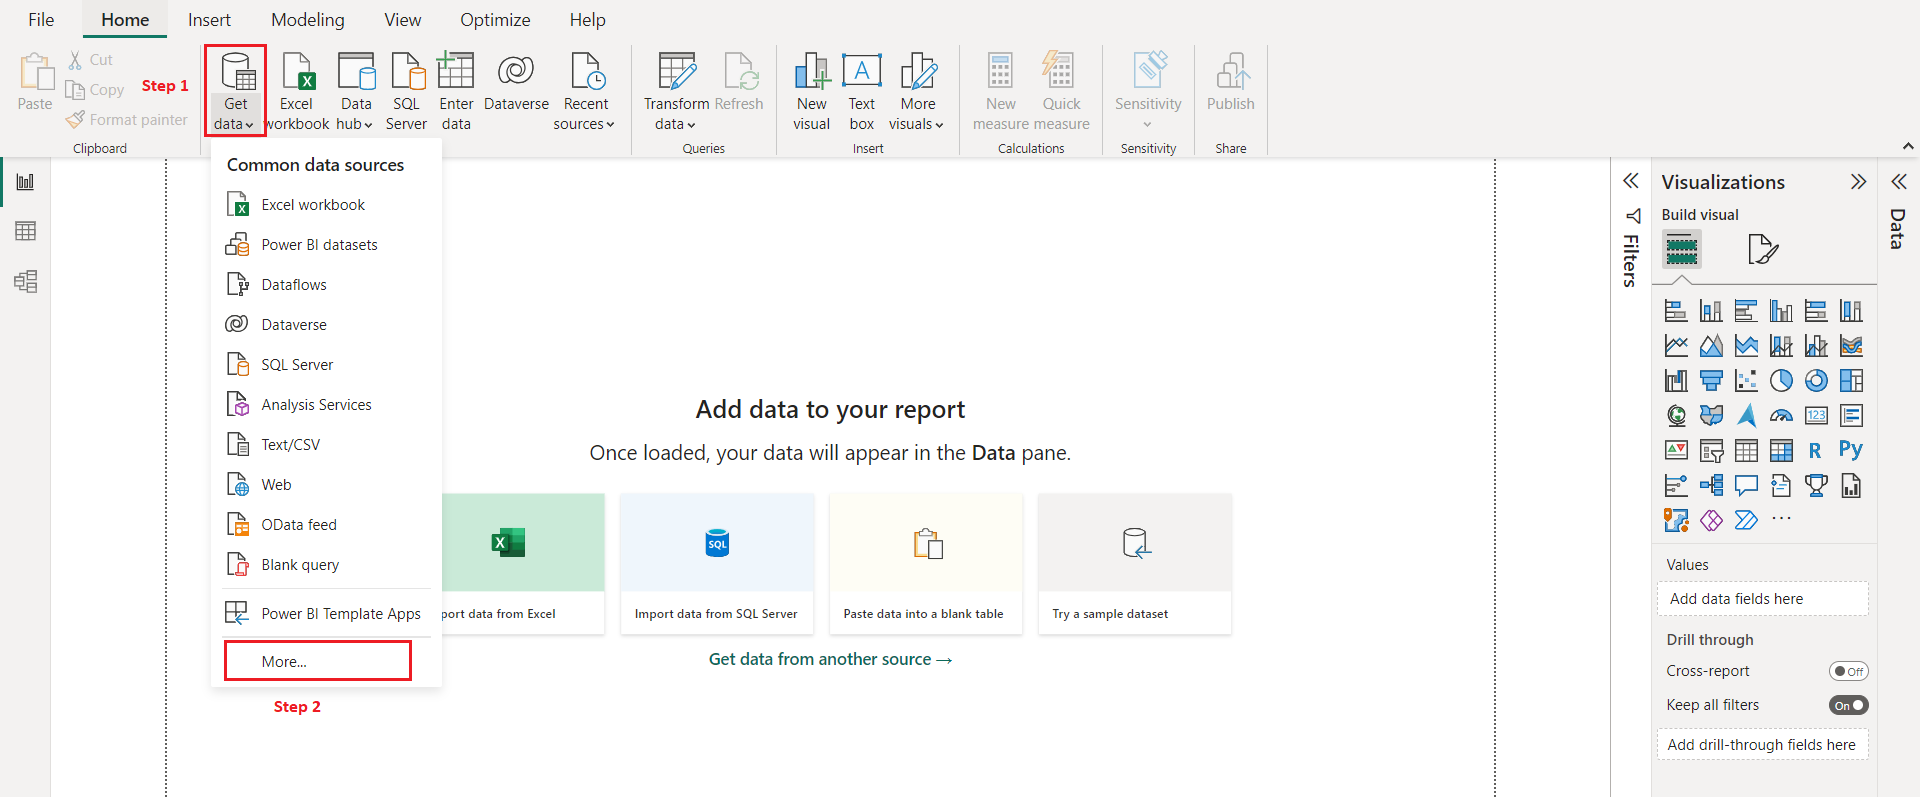 File
Home
Insert
Modeling
View
Optimize
Help
Paste
Cut
Copy
Format painter
Clipboard
Step 1
Get
data
Excel
workbook
Data
hub
SQL
Server
Enter
data
Dataverse
Recent
sources
Transform
data
Refresh
Queries
New
visual
Text
box
More
visuals
Insert
New
measure
Quick
measure
Calculations
Sensitivity
Sensitivity
Publish
Share
Common data sources
Excel workbook
Power BI datasets
Dataflows
Dataverse
SQL Server
Analysis Services
Text/CSV
Web
OData feed
Blank query
Power BI Template Apps
More...
Step 2
Add data to your report
Once loaded, your data will appear in the Data pane.
SQL
port data from Excel
Import data from SQL Server
Paste data into a blank table
Try a sample dataset
Get data from another source →
Filters
Visualizations
Build visual
123
R
Py
...
Values
Add data fields here
Drill through
Cross-report
Off
Keep all filters
On
Add drill-through fields here
Data